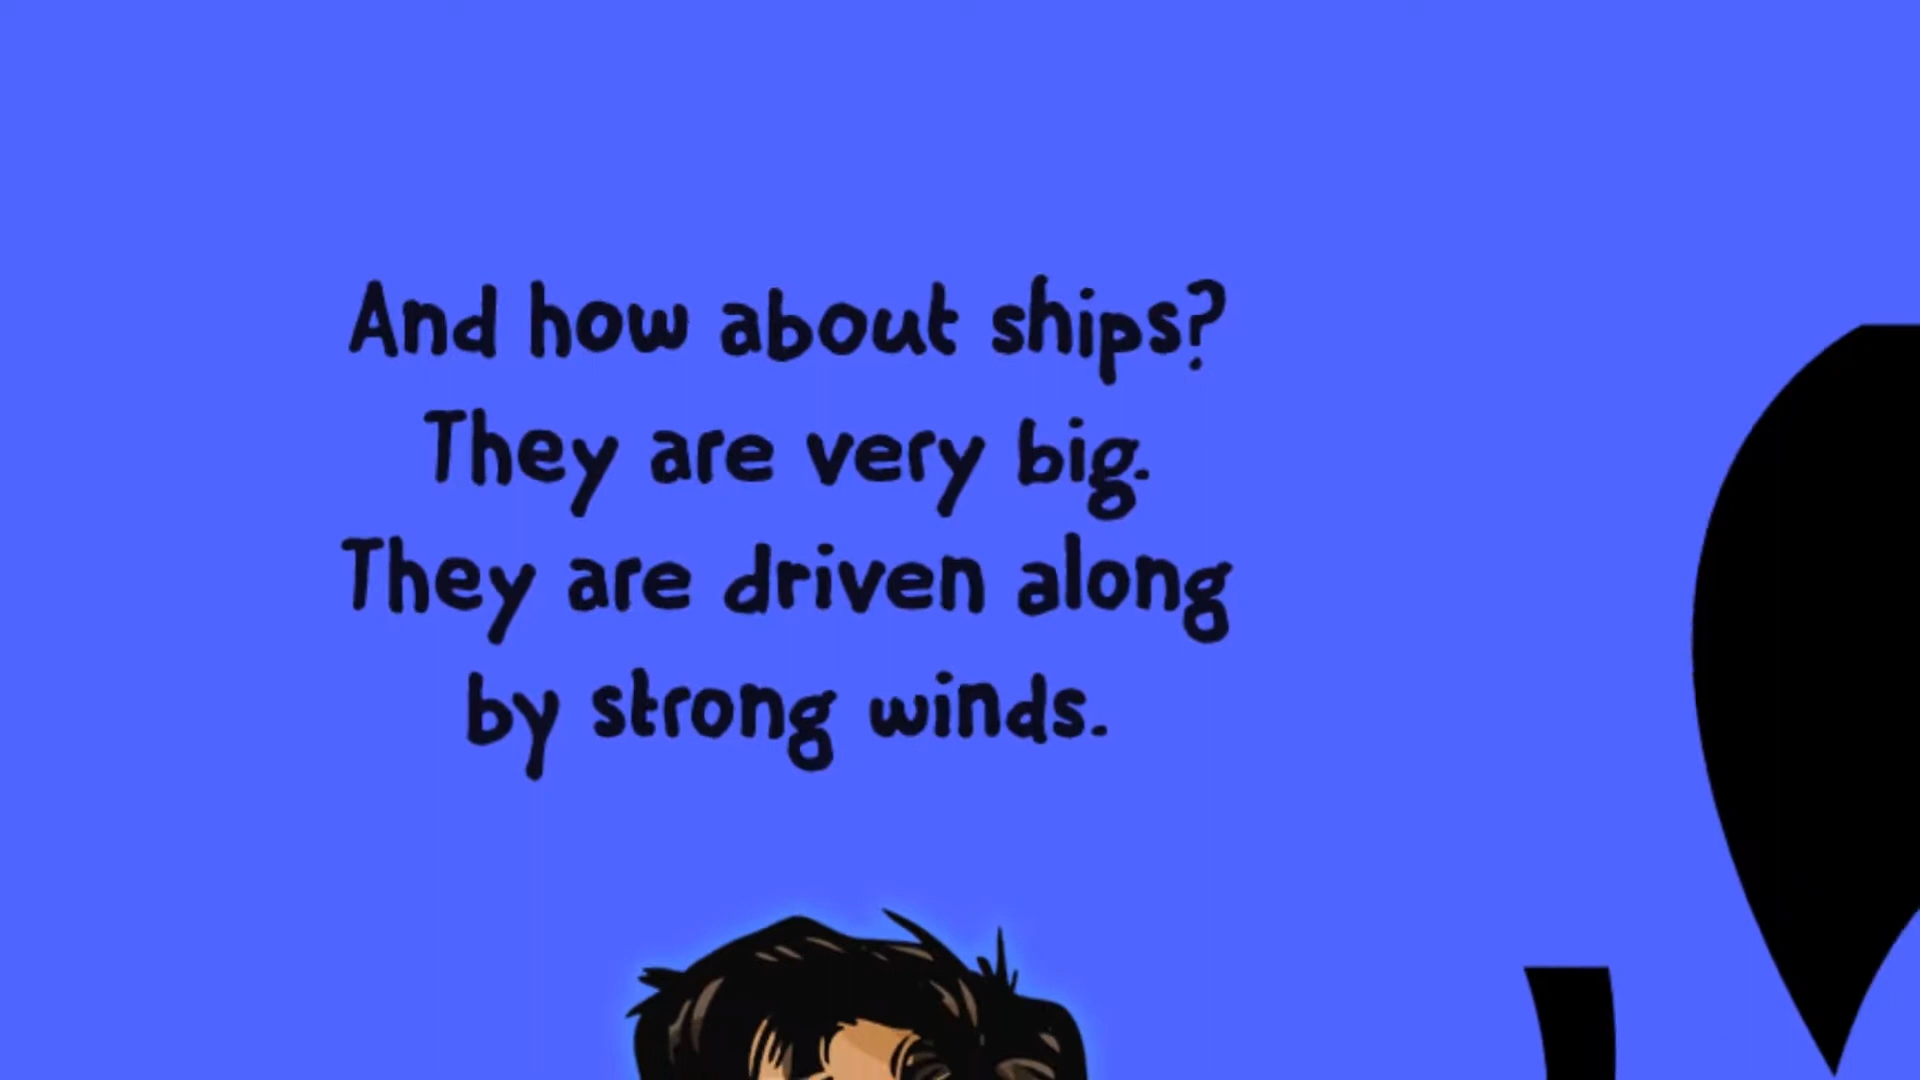 And how about ships?
They are very big.
They are driven along
by strong winds.